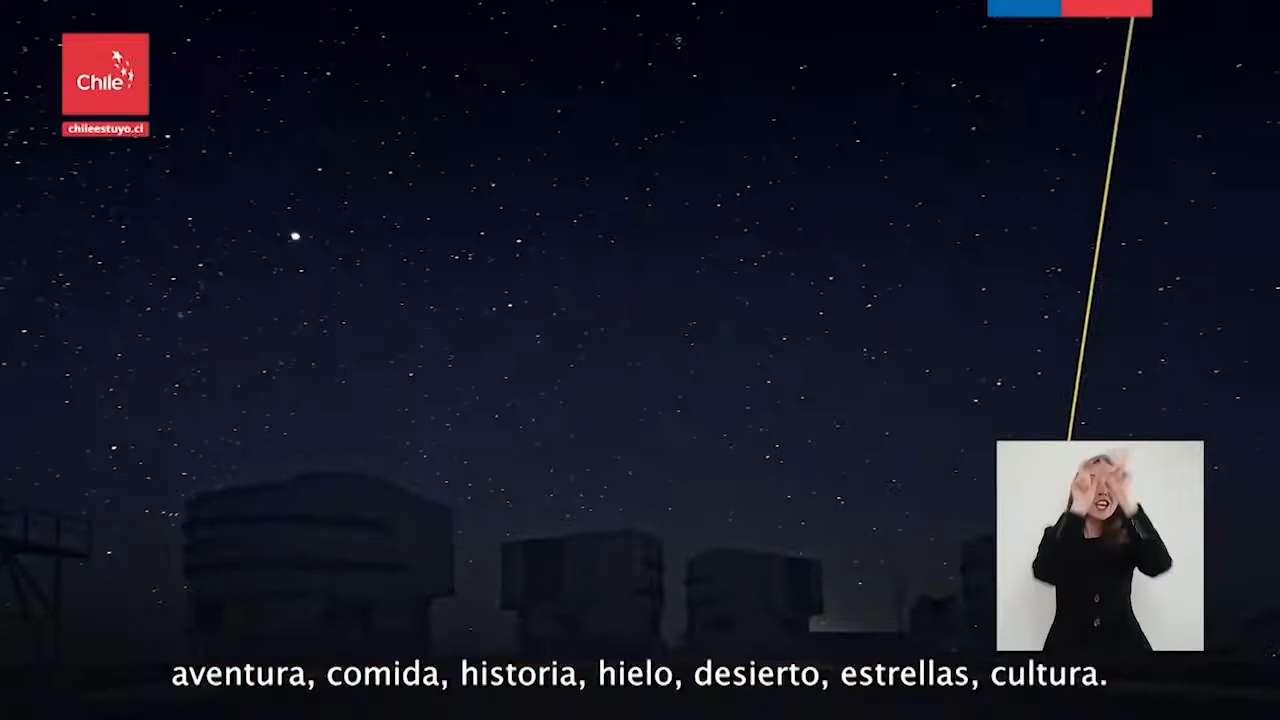 Chile
chileestuyo.cl
aventura, comida, historia, hielo, desierto, estrellas, cultura.